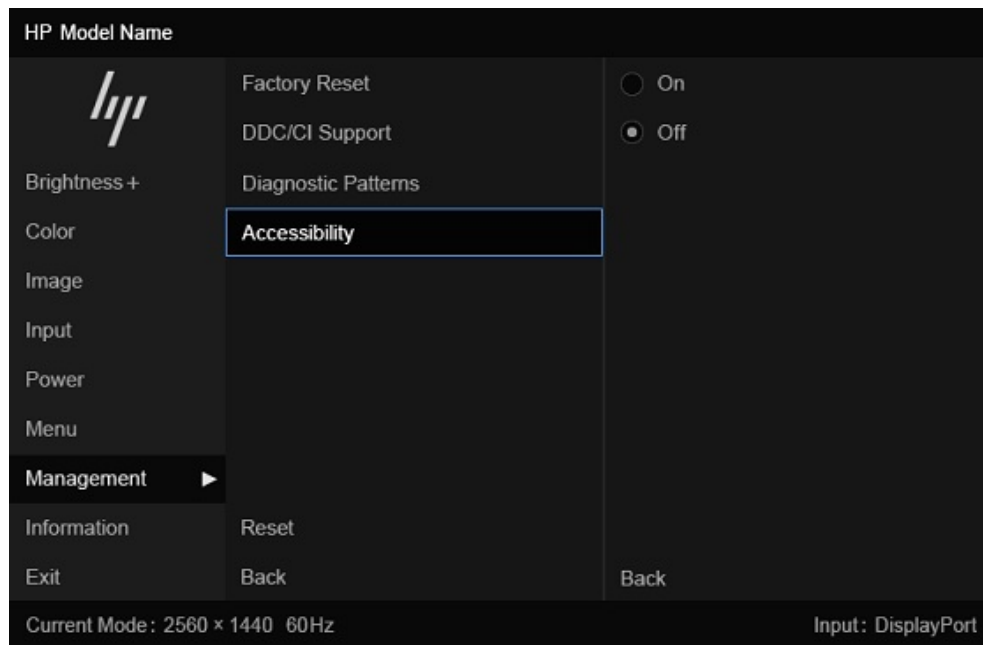 HP Model Name
hp
Brightness+
Color
Image
Input
Power
Menu
Management
Information
Exit
Factory Reset
DDC/CI Support
Diagnostic Patterns
Accessibility
Reset
Back
On
Off
Back
Current Mode: 2560 × 1440 60Hz
Input: DisplayPort